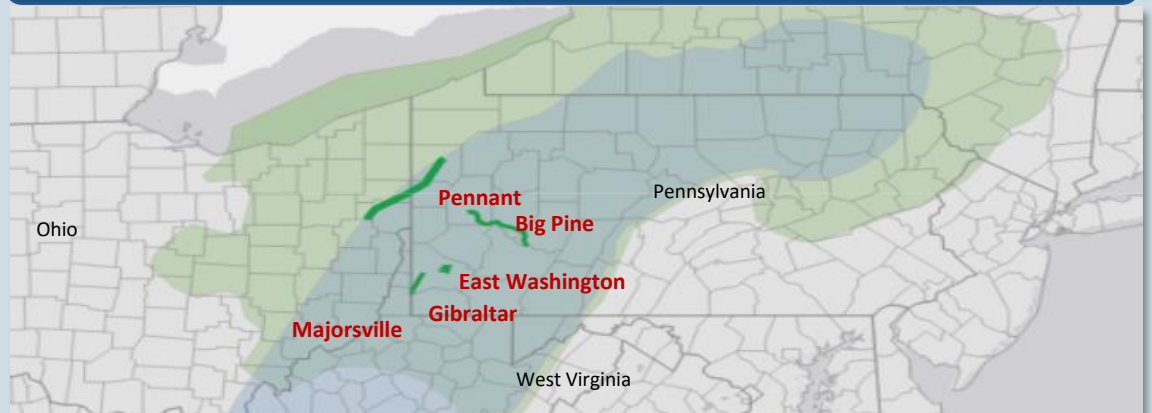 Pennant
Pennsylvania
Big Pine
Ohio
East Washington
Gibraltar
Majorsville
West Virginia